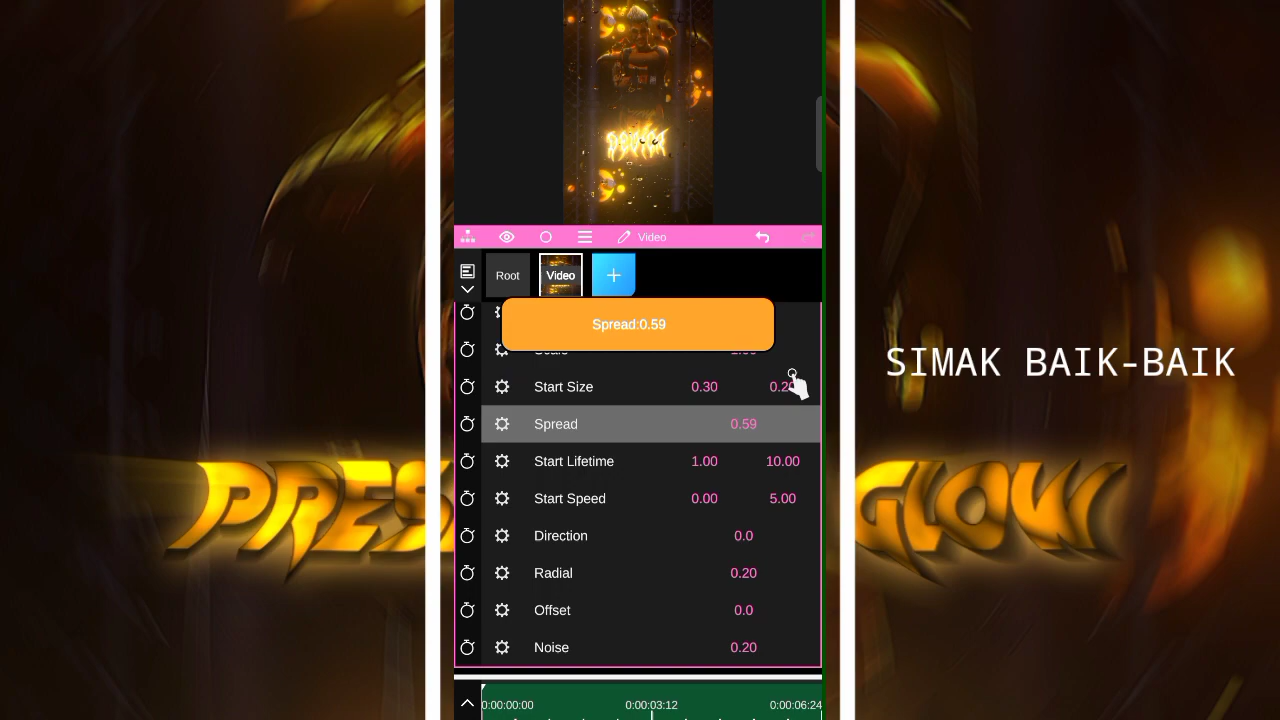 Video
Root
Video
+
Spread:0.59
Start Size 0.30
Spread 0.59
Start Lifetime 1.00 10.00
Start Speed 0.00 5.00
Direction 0.0
Radial 0.20
Offset 0.0
Noise 0.20
0:00:00:00 0:00:03:12 0:00:06:24
SIMAK BAIK-BAIK
PRES
GLOW